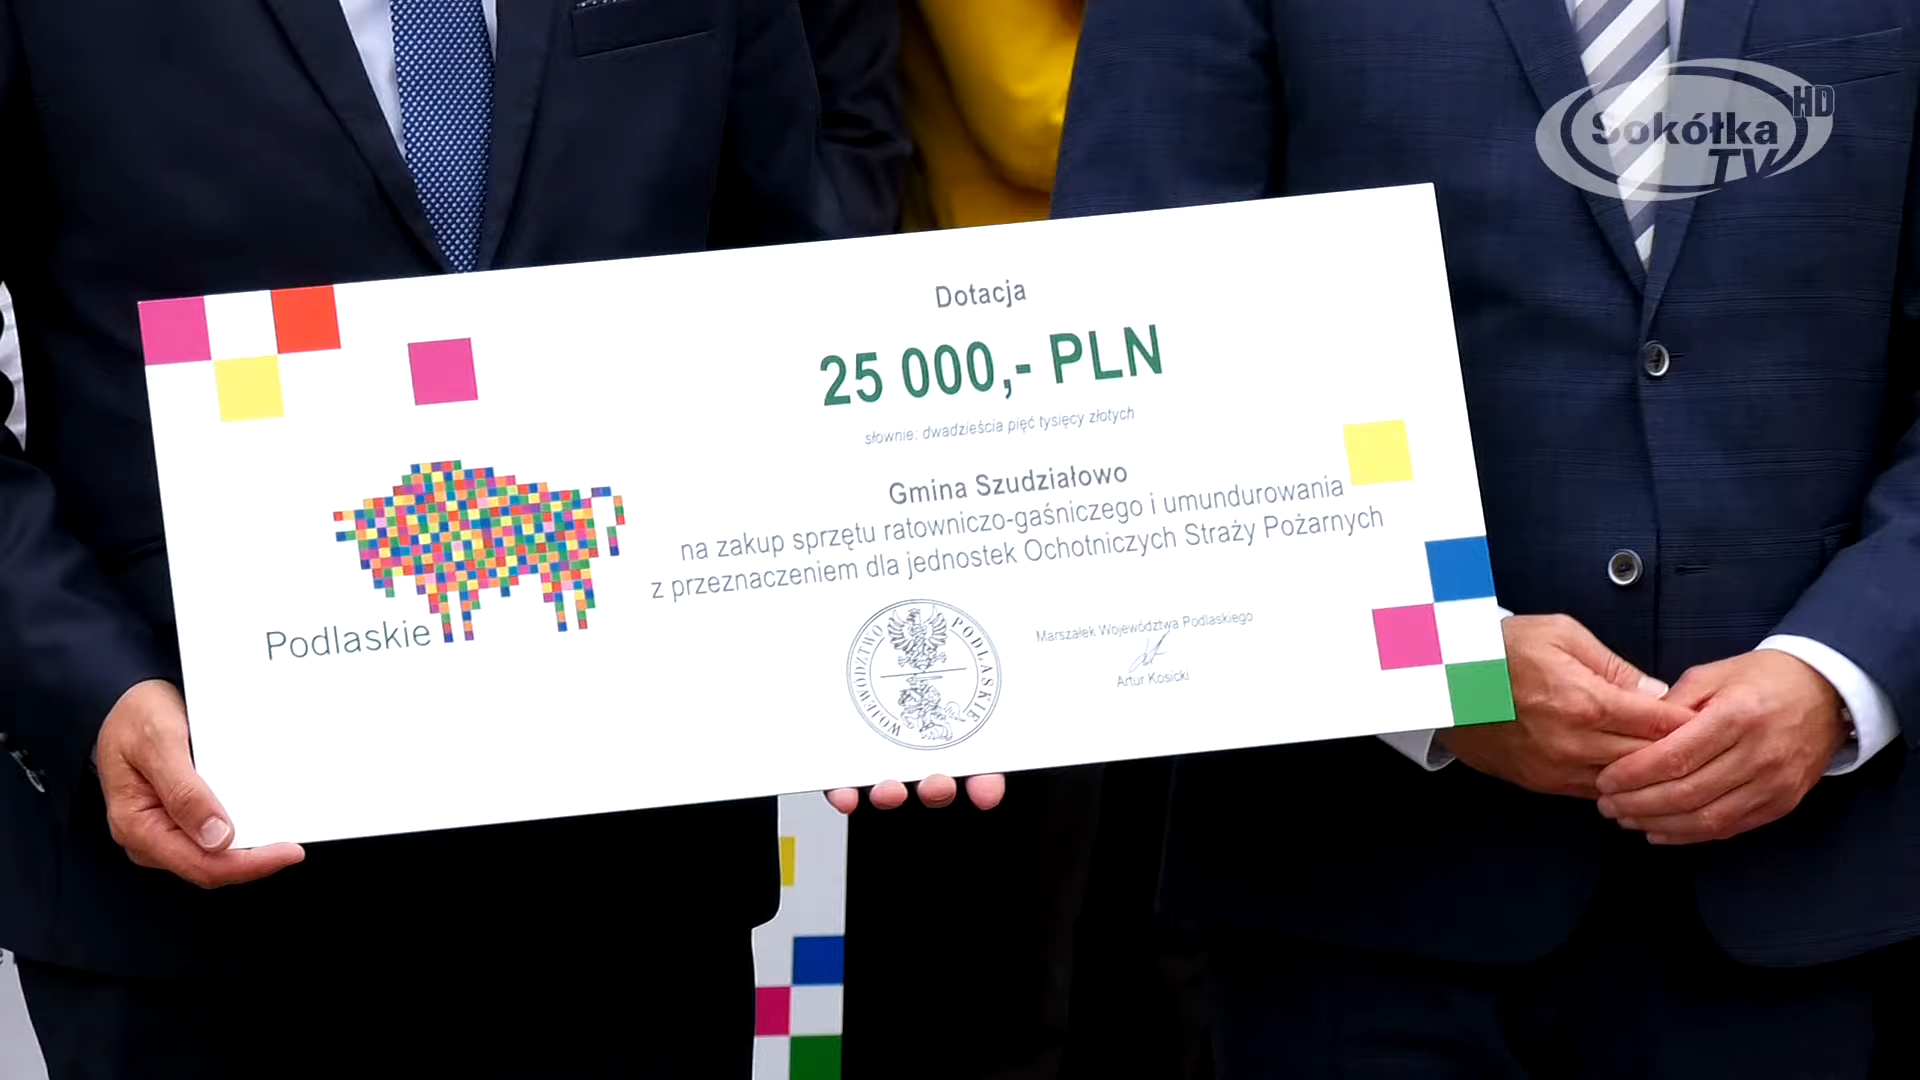 Sokółka HD
TV
Dotacja
25 000,- PLN
słownie: dwadzieścia pięć tysięcy złotych
Gmina Szudziałowo
na zakup sprzętu ratowniczo-gaśniczego i umundurowania
z przeznaczeniem dla jednostek Ochotniczych Straży Pożarnych
Podlaskie
WOJEWÓDZTWO PODLASKIE
Marszałek Województwa Podlaskiego
Artur Kosicki